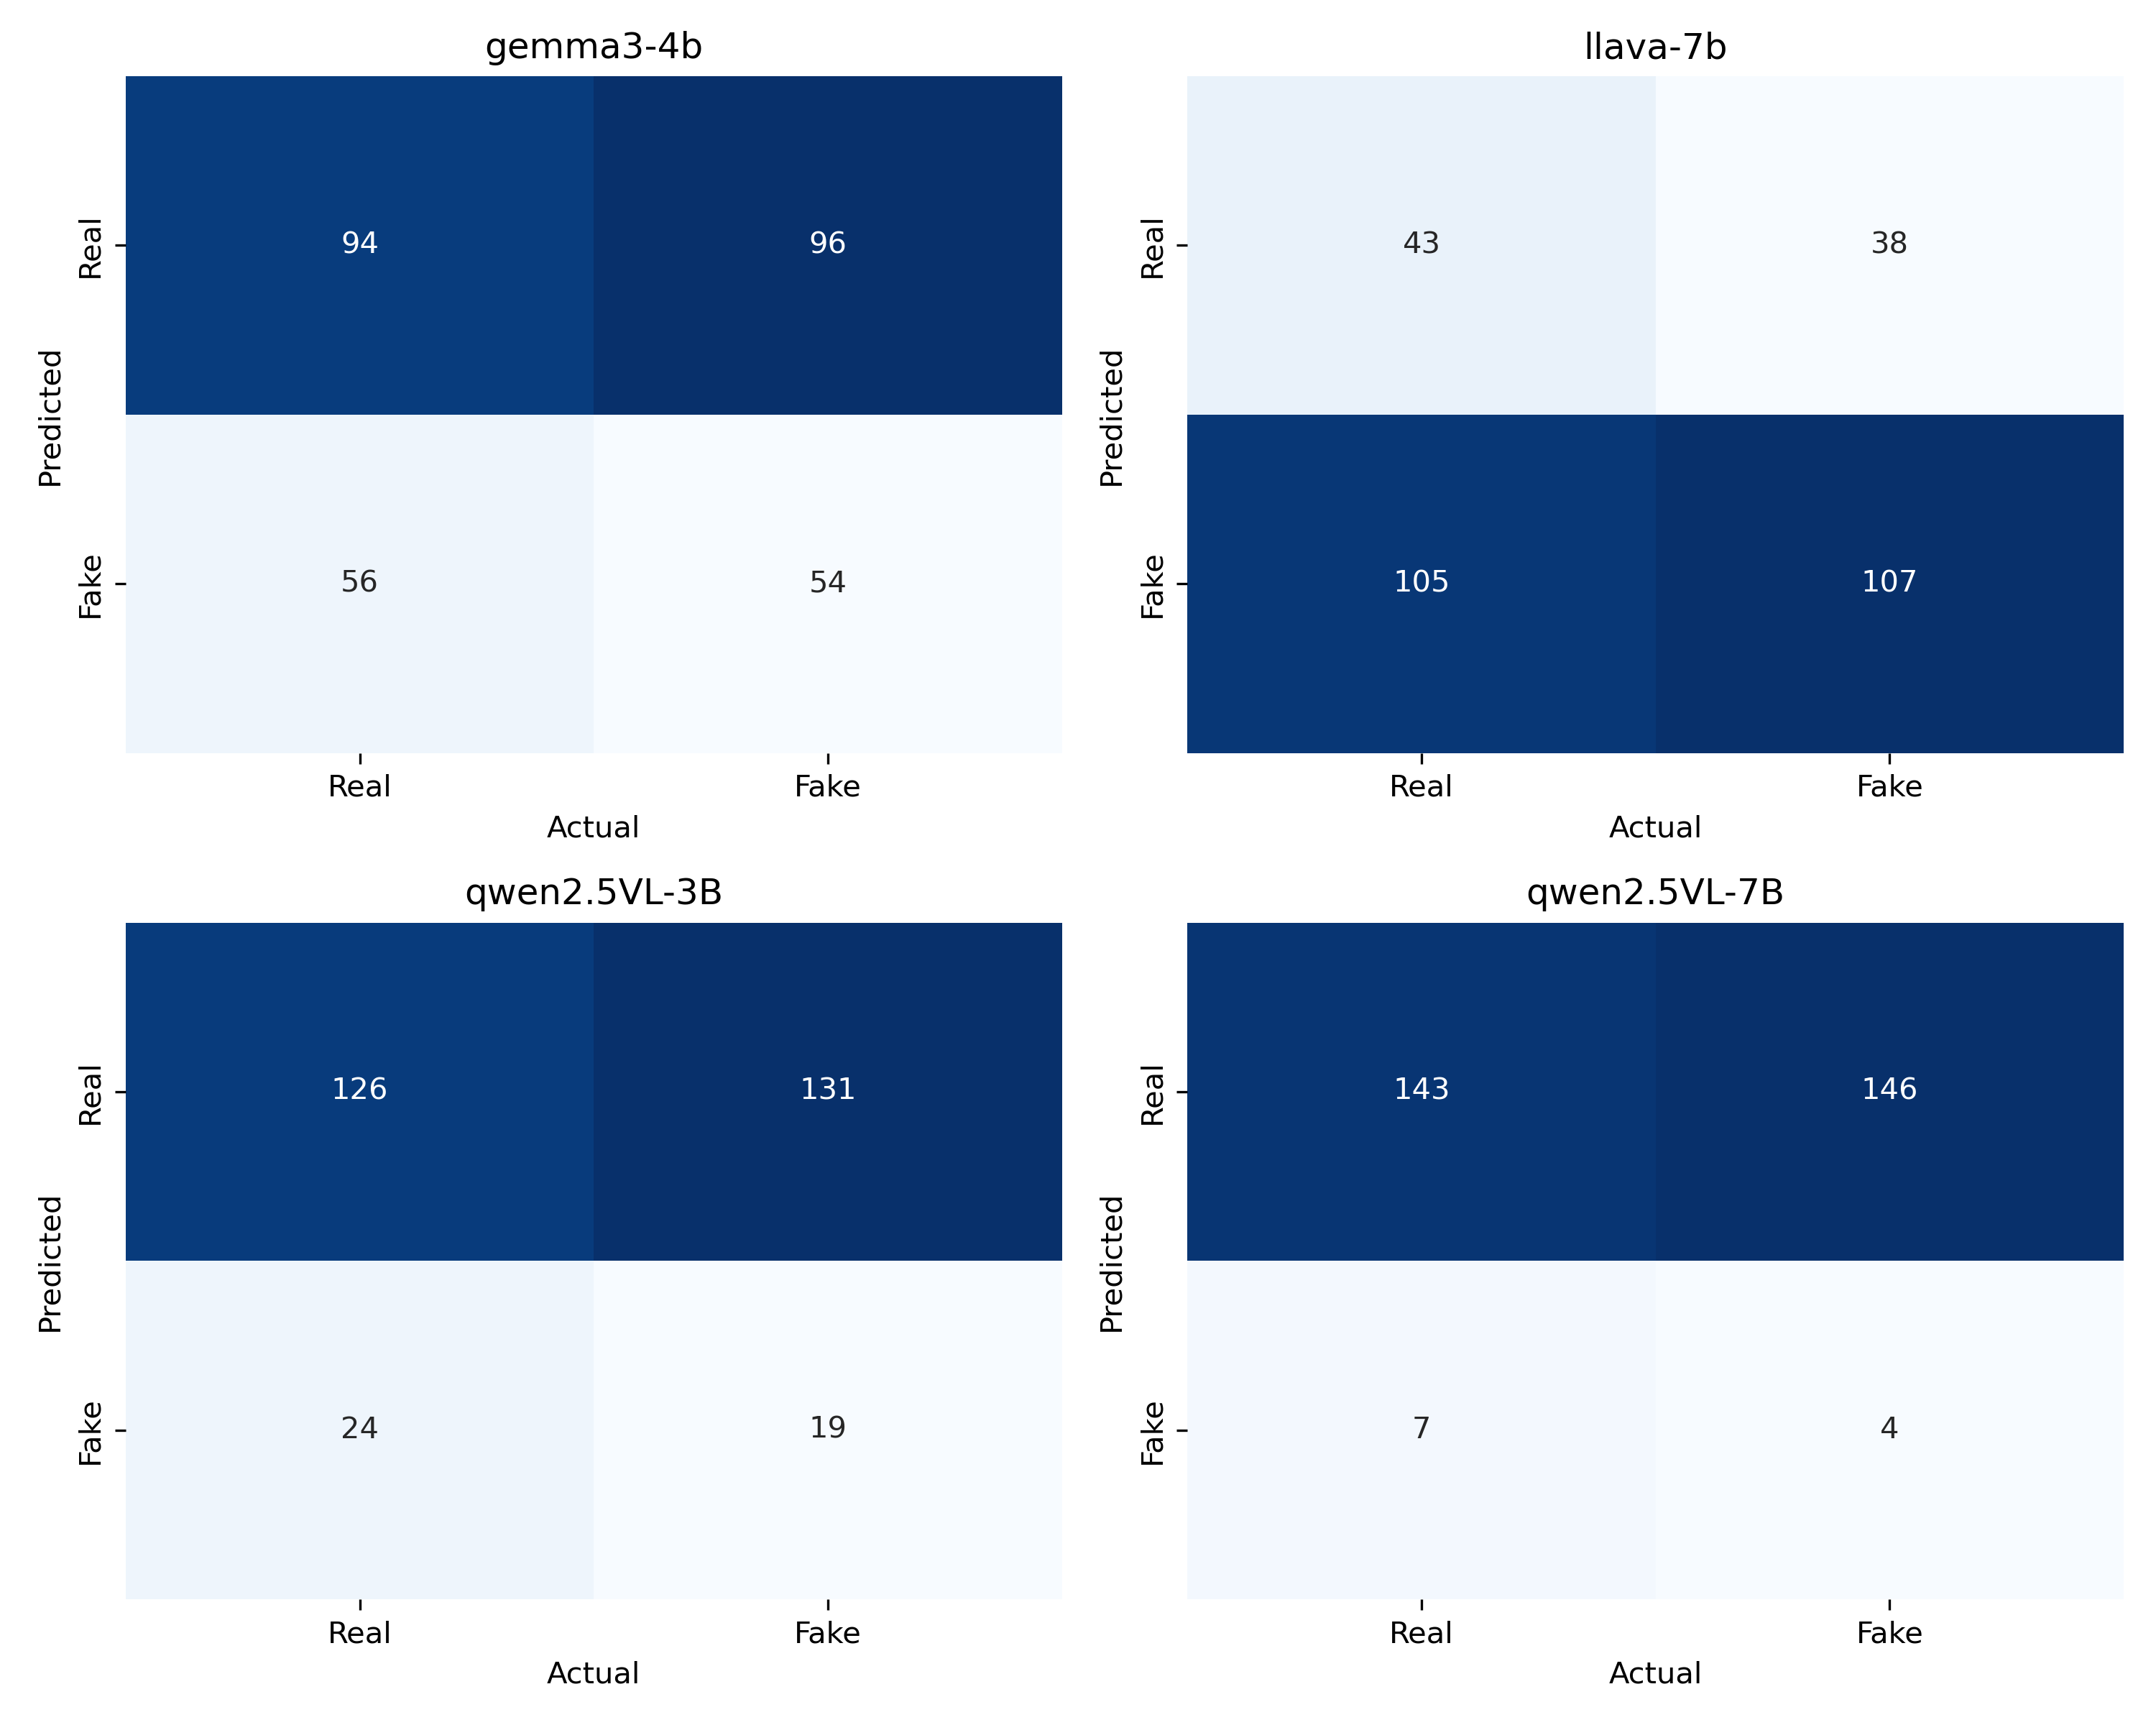 gemma3-4b
Predicted
Real
94
96
Fake
56
54
Real
Fake
Actual
llava-7b
Predicted
Real
43
38
Fake
105
107
Real
Fake
Actual
qwen2.5VL-3B
Predicted
Real
126
131
Fake
24
19
Real
Fake
Actual
qwen2.5VL-7B
Predicted
Real
143
146
Fake
7
4
Real
Fake
Actual